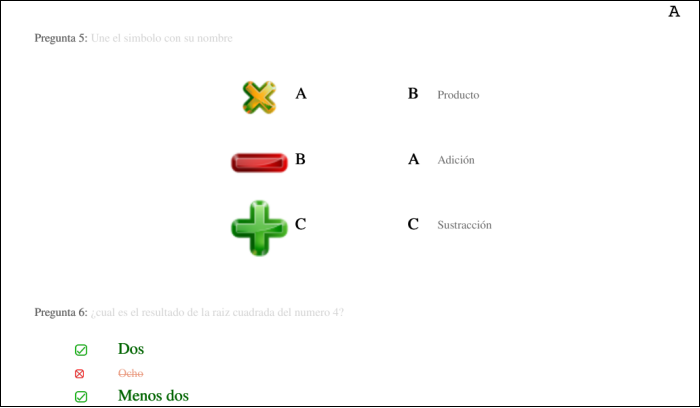 A
Pregunta 5: Une el simbolo con su nombre
A B Producto
B A Adición
C C Sustracción
Pregunta 6: ¿cual es el resultado de la raiz cuadrada del numero 4?
Dos
Ocho
Menos dos